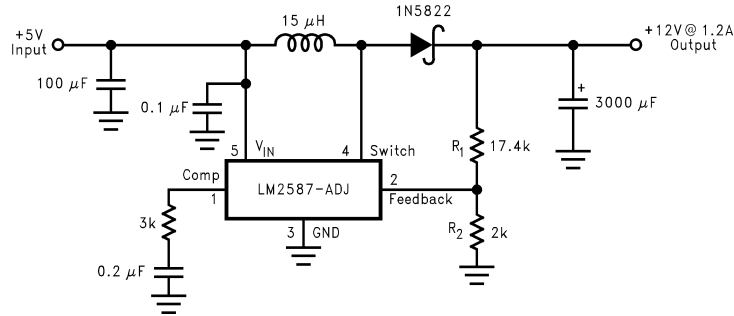 1N5822
+5V
Input
15 μH
+12V@ 1.2A
Output
100 μF
0.1 μF
+
3000 μF
R1
17.4k
5
VIN
4
Switch
Comp
1
LM2587-ADJ
2
Feedback
3k
3
GND
R2
2k
0.2 μF